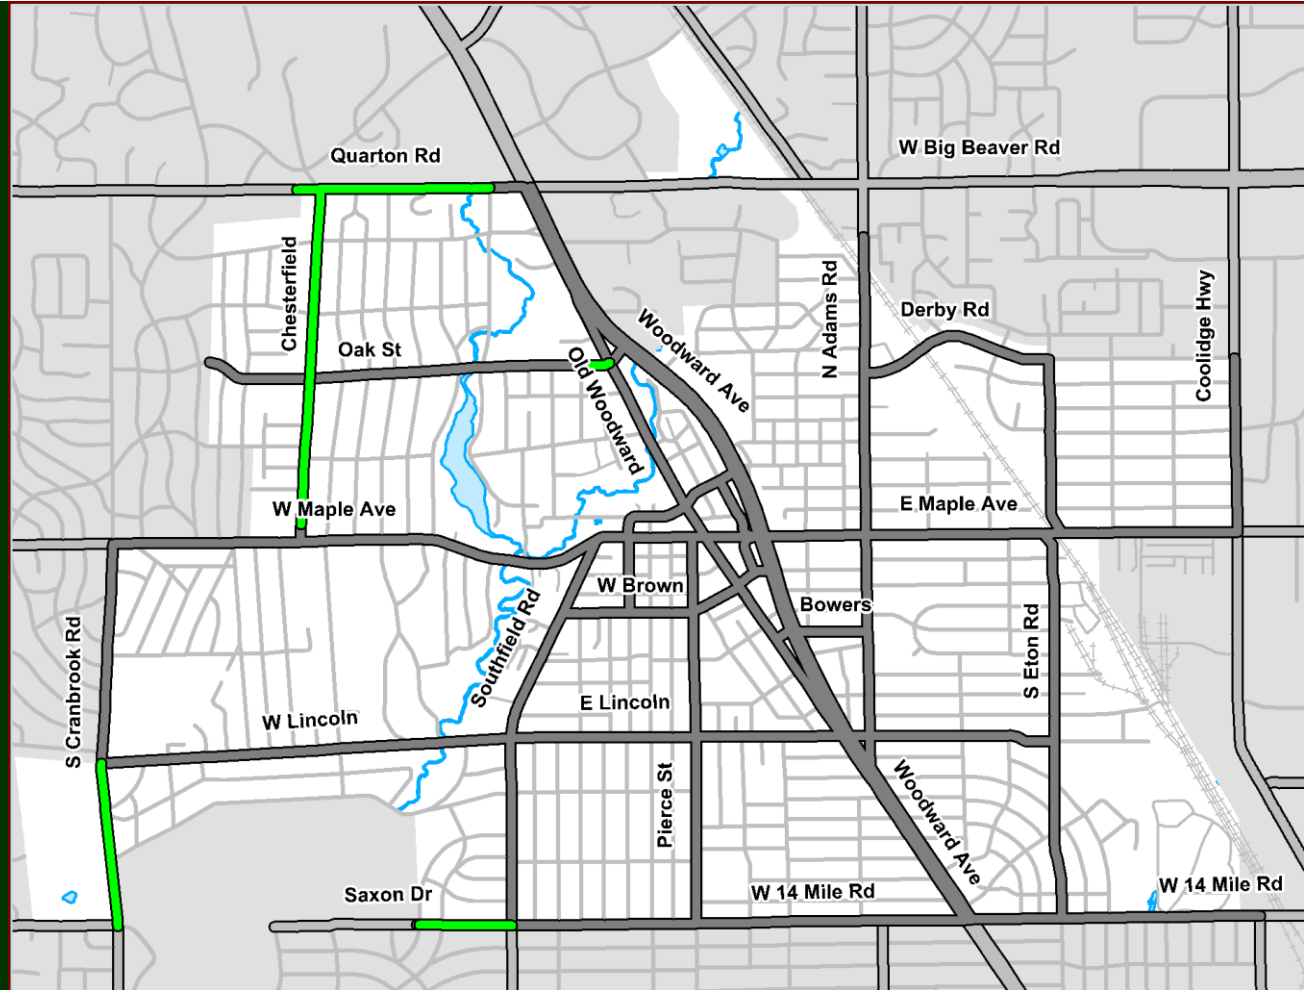 W Big Beaver Rd
Quarton Rd
Chesterfield
N Adams Rd
Coolidge Hwy
Derby Rd
Woodward Ave
Oak St
Old Woodward
W Maple Ave
E Maple Ave
W Brown
Bowers
S Cranbrook Rd
Southfield Rd
S Eton Rd
E Lincoln
W Lincoln
Pierce St
Woodward Ave
Saxon Dr
W 14 Mile Rd
W 14 Mile Rd